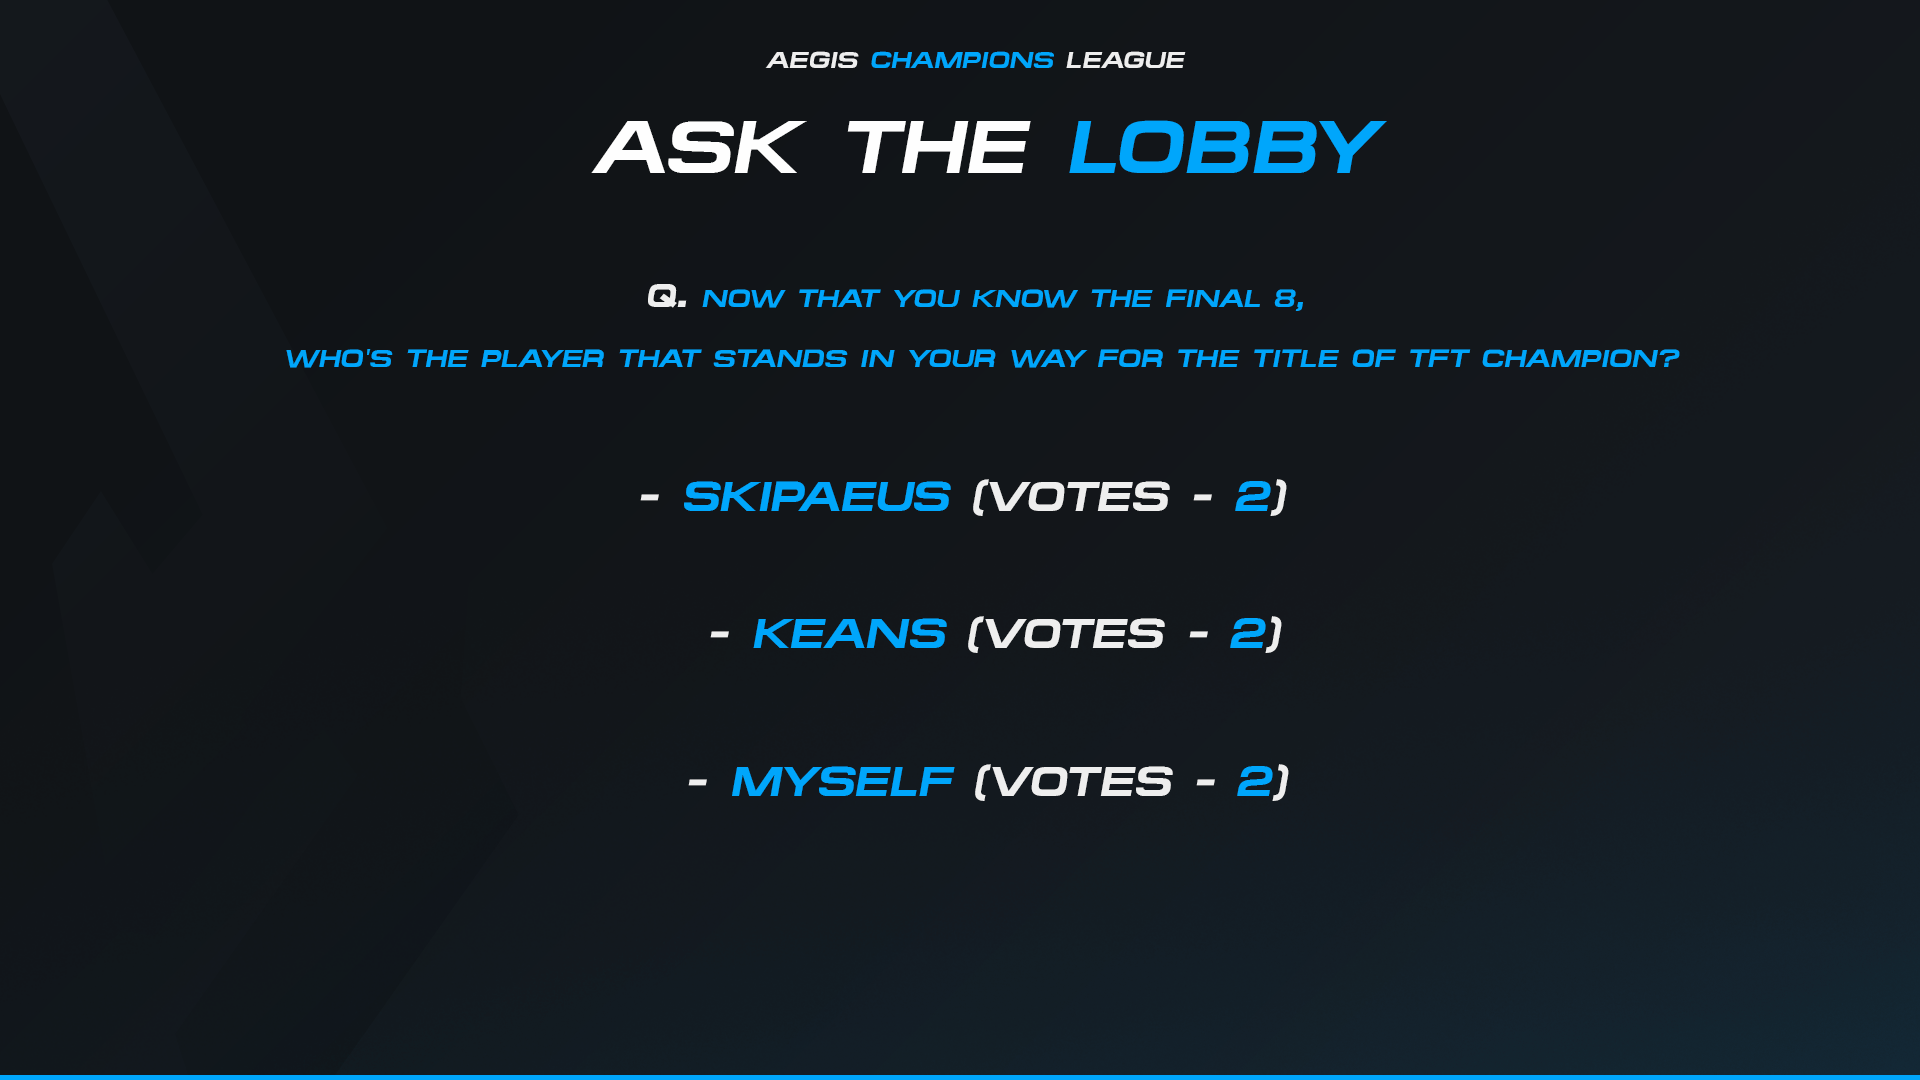 AEGIS CHAMPIONS LEAGUE
ASK THE LOBBY
Q. NOW THAT YOU KNOW THE FINAL 8,
WHO'S THE PLAYER THAT STANDS IN YOUR WAY FOR THE TITLE OF TFT CHAMPION?
- SKIPAEUS (VOTES - 2)
- KEANS (VOTES - 2)
- MYSELF (VOTES - 2)